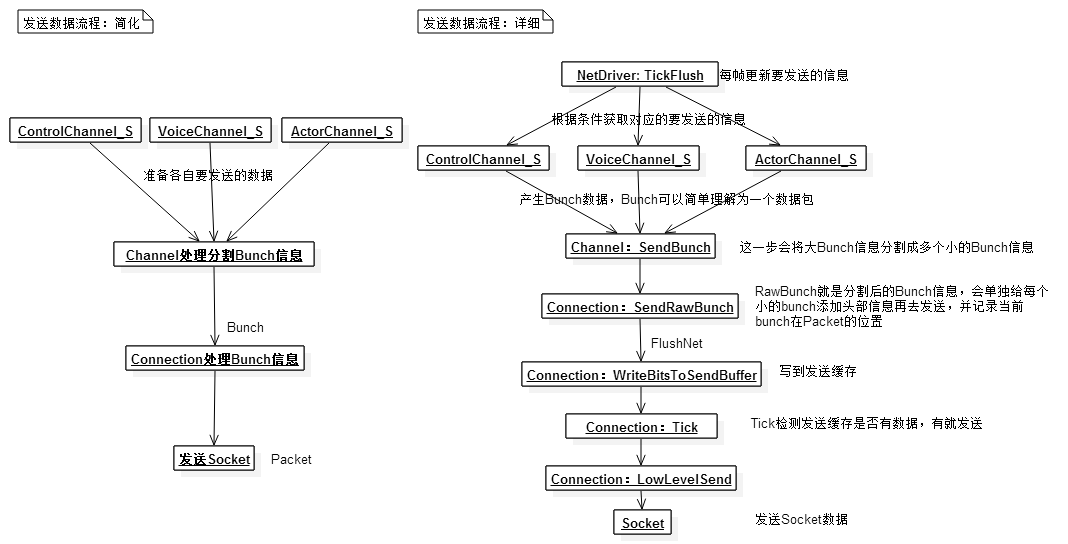 发送数据流程：简化
ControlChannel_S
VoiceChannel_S
ActorChannel_S
准备各自要发送的数据
Channel处理分割Bunch信息
Bunch
Connection处理Bunch信息
发送Socket
Packet
发送数据流程：详细
NetDriver: TickFlush
每帧更新要发送的信息
根据条件获取对应的要发送的信息
ControlChannel_S
VoiceChannel_S
ActorChannel_S
产生Bunch数据，Bunch可以简单理解为一个数据包
Channel：SendBunch
这一步会将大Bunch信息分割成多个小的Bunch信息
Connection：SendRawBunch
RawBunch就是分割后的Bunch信息，会单独给每个
小的bunch添加头部信息再去发送，并记录当前
bunch在Packet的位置
FlushNet
Connection：WriteBitsToSendBuffer
写到发送缓存
Connection：Tick
Tick检测发送缓存是否有数据，有就发送
Connection：LowLevelSend
Socket
发送Socket数据